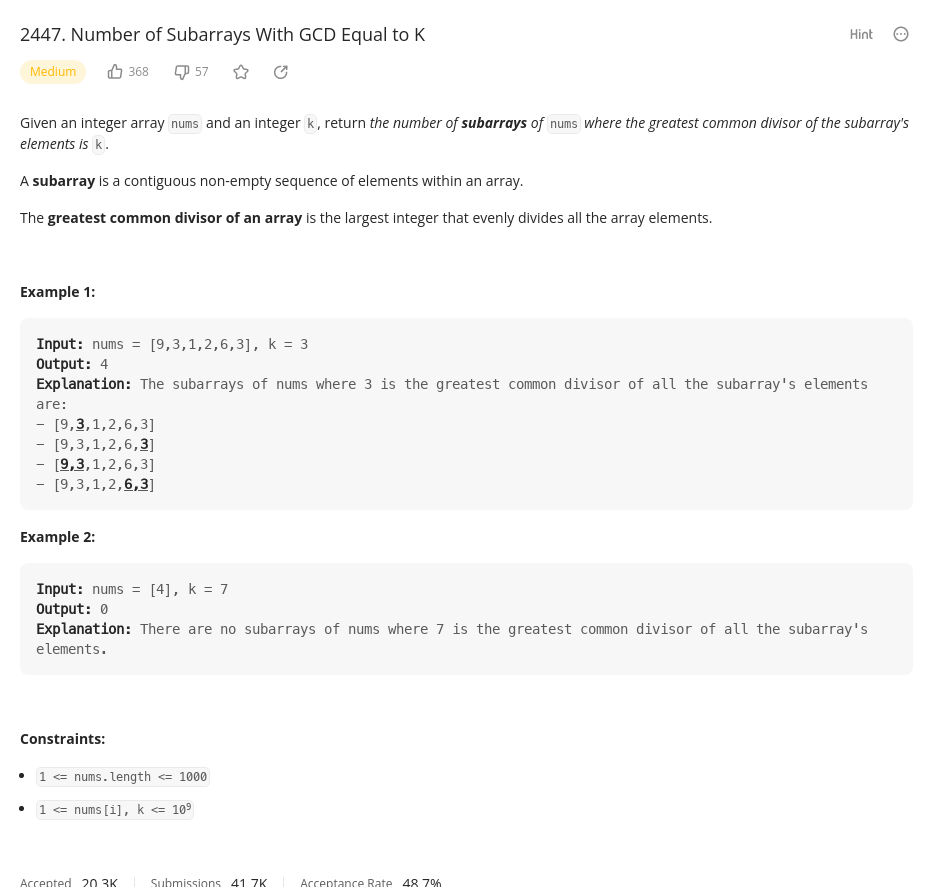 2447. Number of Subarrays With GCD Equal to K
Hint
Medium 368 57
Given an integer array nums and an integer k, return the number of subarrays of nums where the greatest common divisor of the subarray's
elements is k.
A subarray is a contiguous non-empty sequence of elements within an array.
The greatest common divisor of an array is the largest integer that evenly divides all the array elements.
Example 1:
Input: nums = [9,3,1,2,6,3], k = 3
Output: 4
Explanation: The subarrays of nums where 3 is the greatest common divisor of all the subarray's elements
are:
- [9,3,1,2,6,3]
- [9,3,1,2,6,3]
- [9,3,1,2,6,3]
- [9,3,1,2,6,3]
Example 2:
Input: nums = [4], k = 7
Output: 0
Explanation: There are no subarrays of nums where 7 is the greatest common divisor of all the subarray's
elements.
Constraints:
• 1 <= nums.length <= 1000
• 1 <= nums[i], k <= 10⁹
Accepted 20.3K Submissions 41.7K Acceptance Rate 48.7%